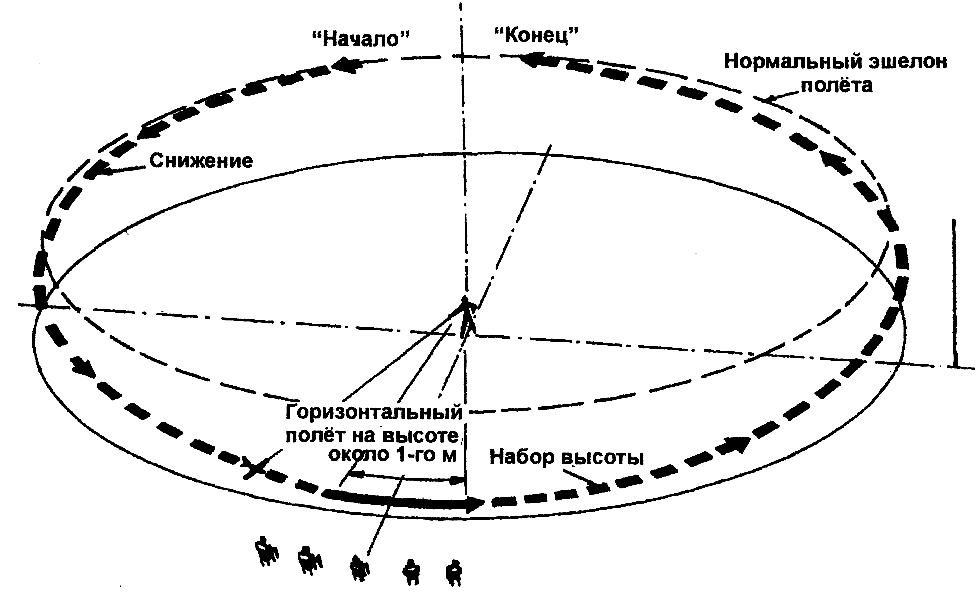 “Начало”
“Конец”
Нормальный эшелон
полёта
Снижение
Горизонтальный
полёт на высоте
около 1-го м
Набор высоты